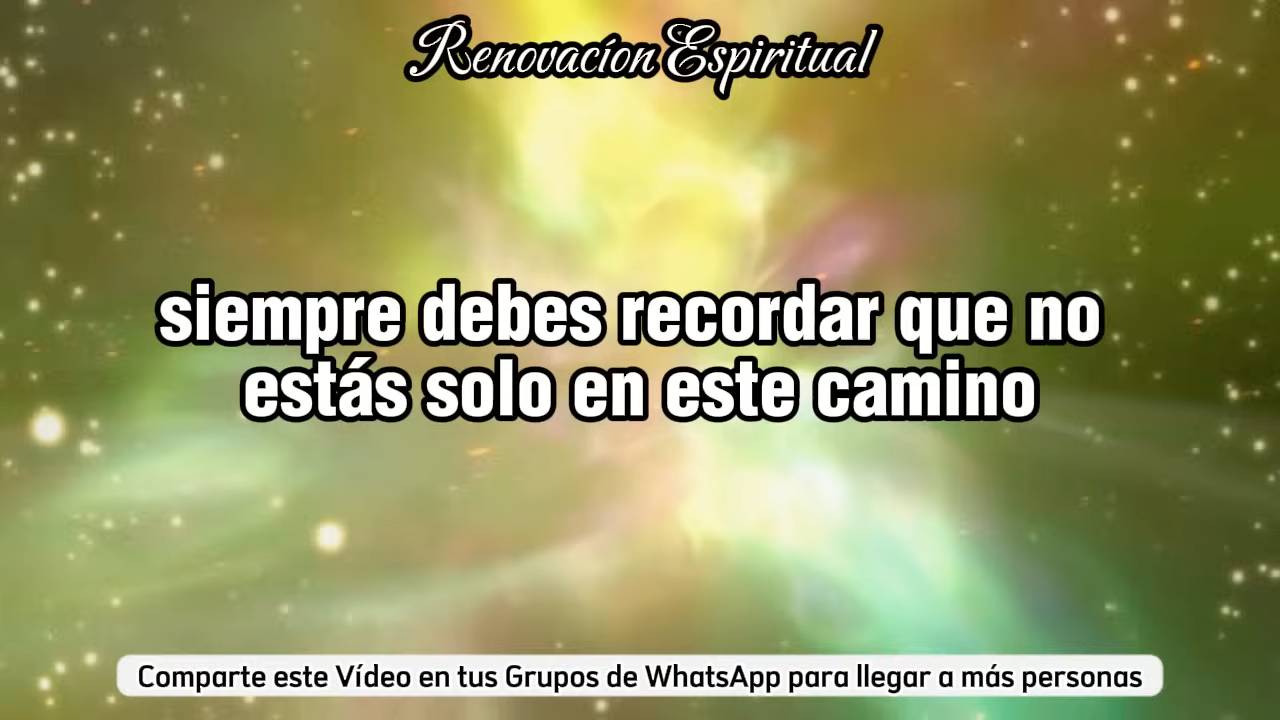 Renovacíon Espiritual
siempre debes recordar que no
estás solo en este camino
Comparte este Vídeo en tus Grupos de WhatsApp para llegar a más personas